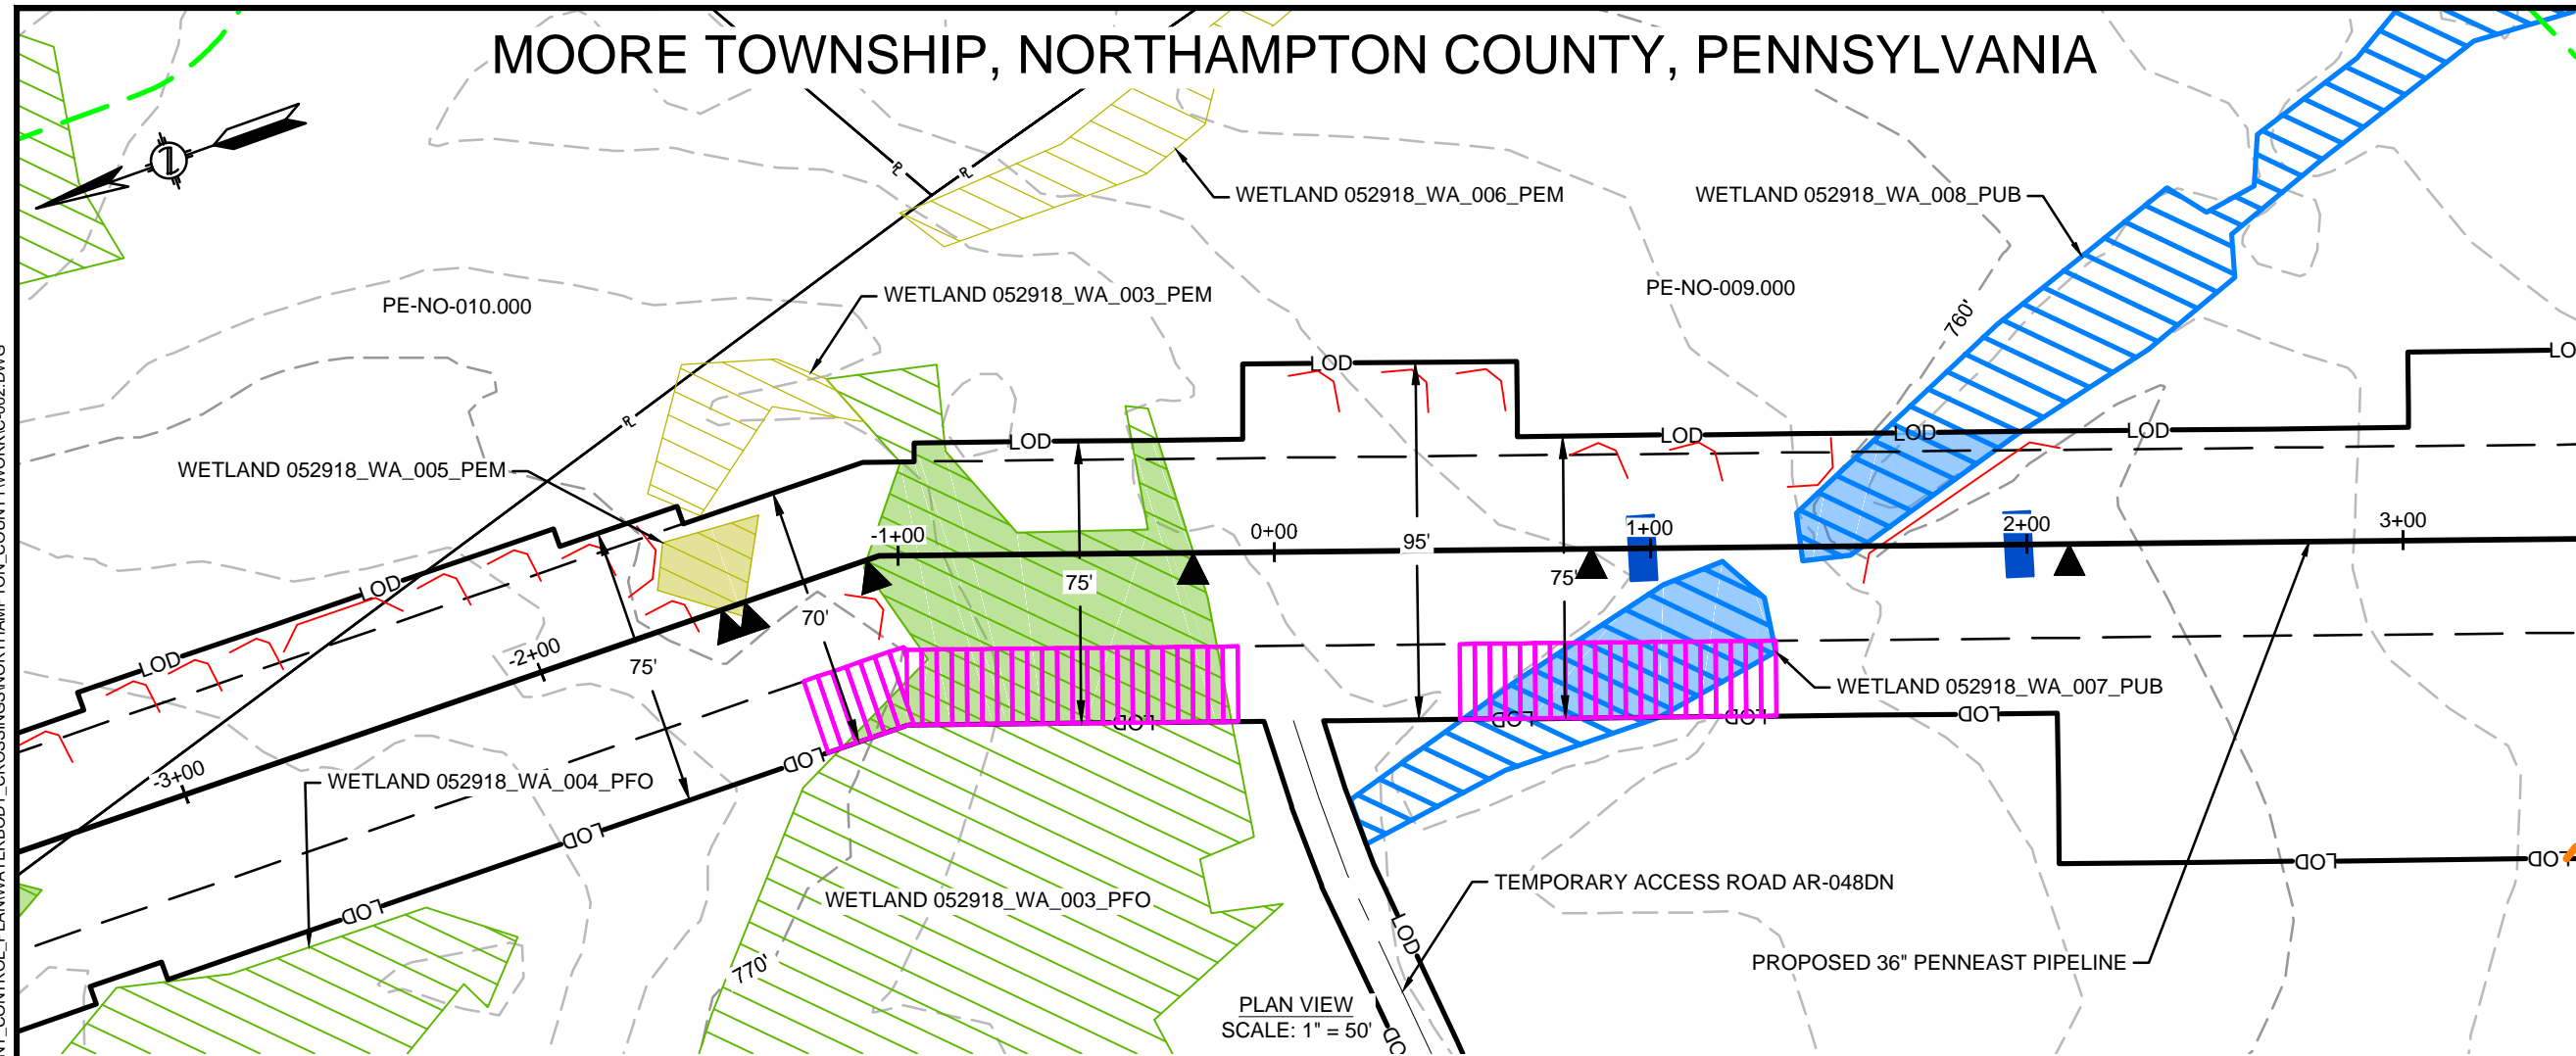 MOORE TOWNSHIP, NORTHAMPTON COUNTY, PENNSYLVANIA
WETLAND 052918_WA_006_PEM
WETLAND 052918_WA_008_PUB
PE-NO-010.000
WETLAND 052918_WA_003_PEM
PE-NO-009.000
760'
LOD
LOD
LOD
LOD
LOD
LOD
WETLAND 052918_WA_005_PEM
-1+00
0+00
95'
1+00
2+00
3+00
LOD
75'
75'
70'
-2+00
75'
LOD
WETLAND 052918_WA_007_PUB
LOD
LOD
LOD
LOD
-3+00
WETLAND 052918_WA_004_PFO
LOD
LOD
LOD
LOD
WETLAND 052918_WA_003_PFO
TEMPORARY ACCESS ROAD AR-048DN
LOD
LOD
770'
PROPOSED 36" PENNEAST PIPELINE
PLAN VIEW
SCALE: 1" = 50'